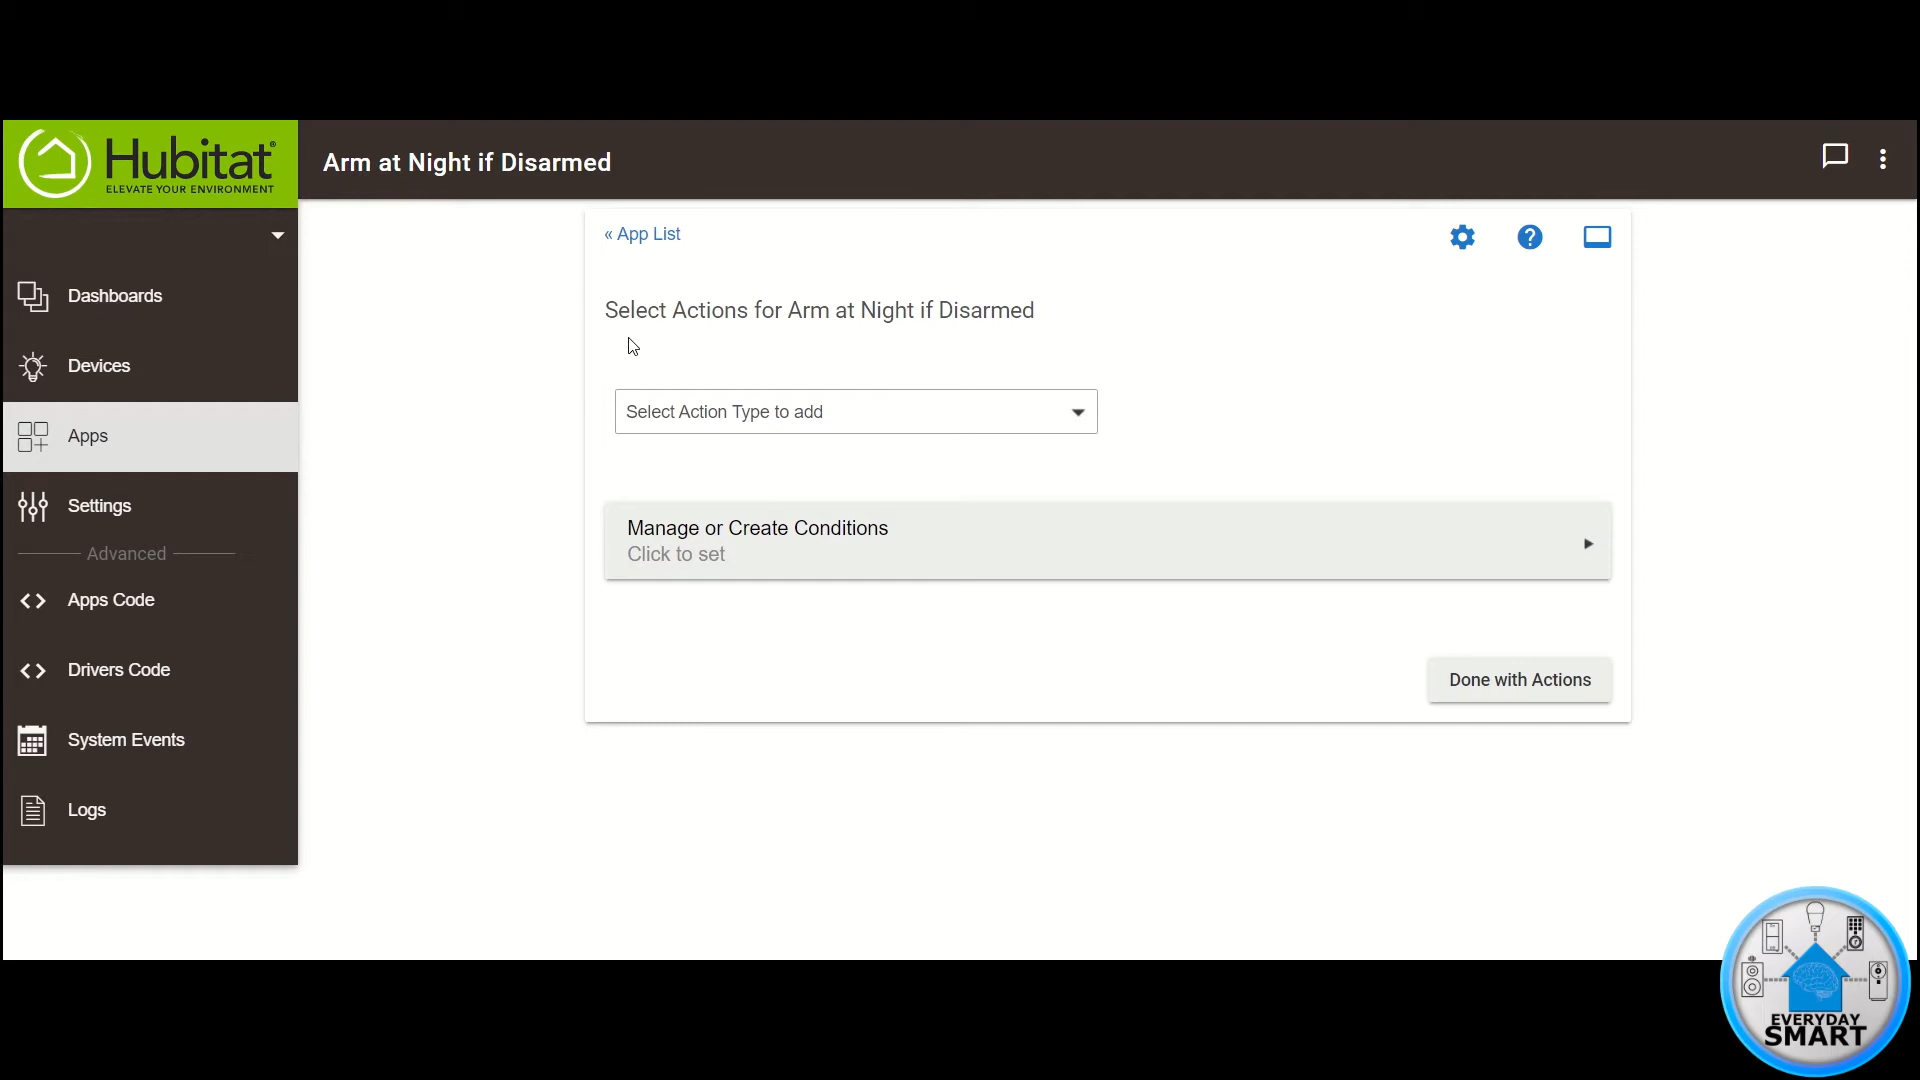 Hubitat®
ELEVATE YOUR ENVIRONMENT
Arm at Night if Disarmed
Dashboards
Devices
Apps
Settings
Advanced
Apps Code
Drivers Code
System Events
Logs
« App List
?
Select Actions for Arm at Night if Disarmed
Select Action Type to add
Manage or Create Conditions
Click to set
Done with Actions
EVERYDAY
SMART